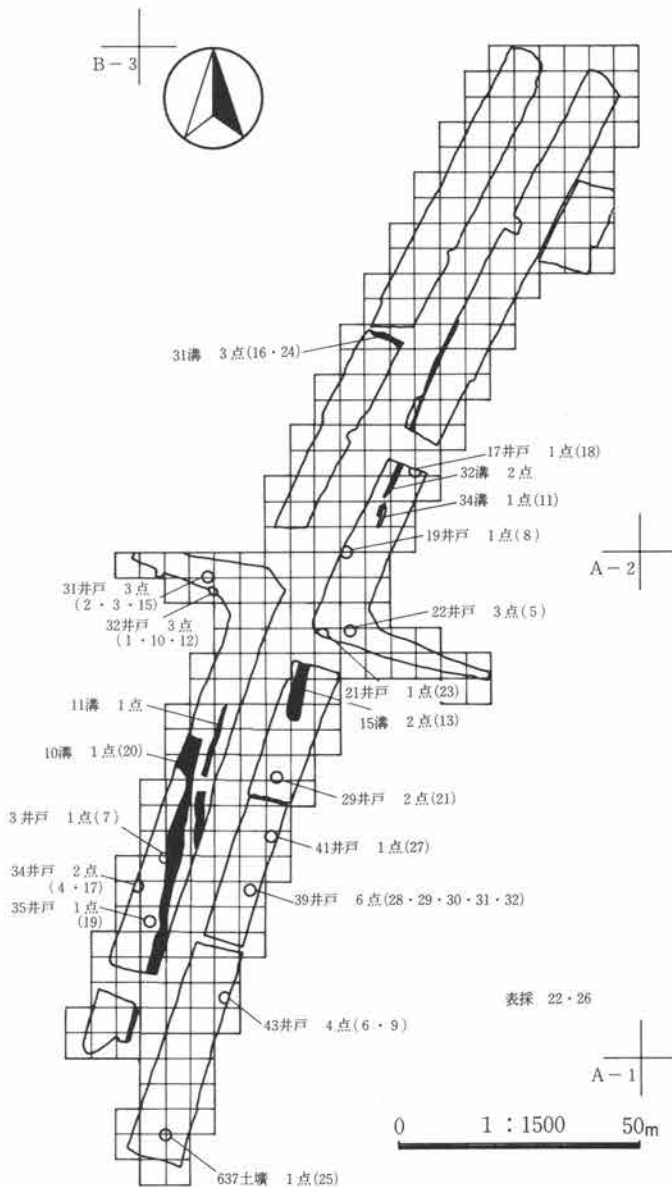 B-3
31溝 3点(16・24)
17井戸 1点(18)
32溝 2点
34溝 1点(11)
19井戸 1点(8)
A-2
31井戸 3点
(2・3・15)
32井戸 3点
(1・10・12)
22井戸 3点(5)
21井戸 1点(23)
15溝 2点(13)
11溝 1点
10溝 1点(20)
29井戸 2点(21)
3井戸 1点(7)
41井戸 1点(27)
34井戸 2点
(4・17)
39井戸 6点(28・29・30・31・32)
35井戸 1点
(19)
表採 22・26
43井戸 4点(6・9)
A-1
0 1:1500 50m
637土壙 1点(25)